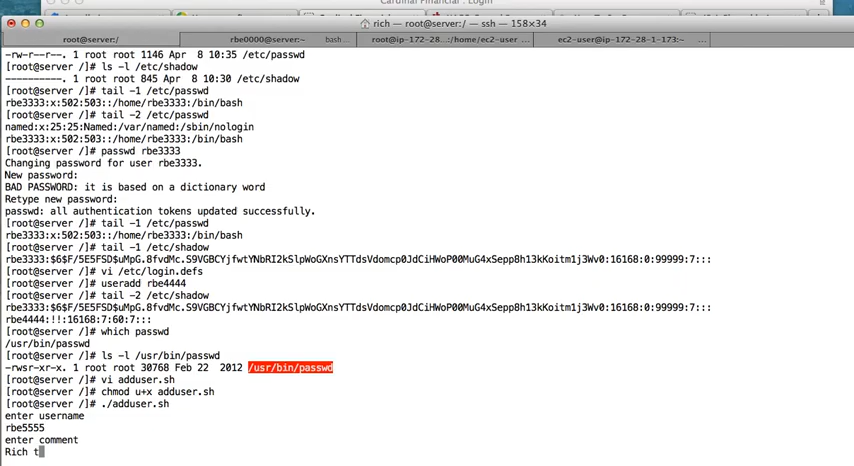 Cardinal Financial : Login
rich — root@server:/ — ssh — 158×34
root@server:/
rbe0000@server:~ bash ...
root@ip-172-28...:/home/ec2-user ...
ec2-user@ip-172-28-1-173:~ ...
-rw-r--r--. 1 root root 1146 Apr 8 10:35 /etc/passwd
[root@server /]# ls -l /etc/shadow
----------. 1 root root 845 Apr 8 10:30 /etc/shadow
[root@server /]# tail -1 /etc/passwd
rbe3333:x:502:503::/home/rbe3333:/bin/bash
[root@server /]# tail -2 /etc/passwd
named:x:25:25:Named:/var/named:/sbin/nologin
rbe3333:x:502:503::/home/rbe3333:/bin/bash
[root@server /]# passwd rbe3333
Changing password for user rbe3333.
New password:
BAD PASSWORD: it is based on a dictionary word
Retype new password:
passwd: all authentication tokens updated successfully.
[root@server /]# tail -1 /etc/passwd
rbe3333:x:502:503::/home/rbe3333:/bin/bash
[root@server /]# tail -1 /etc/shadow
rbe3333:$6$F/5E5FSD$uMpG.8fvdMc.S9VGBCYjfwtYNbRI2kSlpWoGXnsYTTdsVdomcp0JdCiHWoP00MuG4xSepp8h13kKoitm1j3Wv0:16168:0:99999:7:::
[root@server /]# vi /etc/login.defs
[root@server /]# useradd rbe4444
[root@server /]# tail -2 /etc/shadow
rbe3333:$6$F/5E5FSD$uMpG.8fvdMc.S9VGBCYjfwtYNbRI2kSlpWoGXnsYTTdsVdomcp0JdCiHWoP00MuG4xSepp8h13kKoitm1j3Wv0:16168:0:99999:7:::
rbe4444:!!:16168:7:60:7:::
[root@server /]# which passwd
/usr/bin/passwd
[root@server /]# ls -l /usr/bin/passwd
-rwsr-xr-x. 1 root root 30768 Feb 22 2012 /usr/bin/passwd
[root@server /]# vi adduser.sh
[root@server /]# chmod u+x adduser.sh
[root@server /]# ./adduser.sh
enter username
rbe5555
enter comment
Rich t